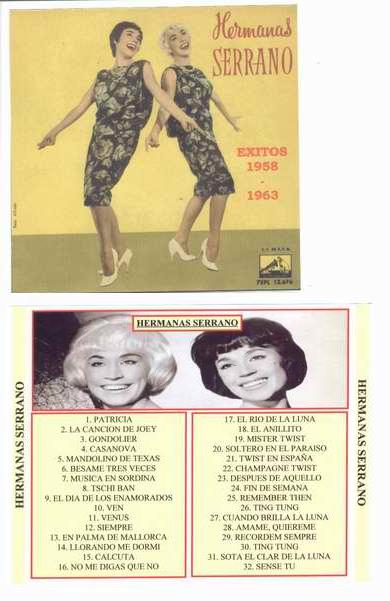 Hermanas
SERRANO
EXITOS
1958
-
1963
7EPL 13.676
HERMANAS SERRANO
HERMANAS SERRANO
HERMANAS SERRANO
1. PATRICIA
2. LA CANCION DE JOEY
3. GONDOLIER
4. CASANOVA
5. MANDOLINO DE TEXAS
6. BESAME TRES VECES
7. MUSICA EN SORDINA
8. TSCHI BAN
9. EL DIA DE LOS ENAMORADOS
10. VEN
11. VENUS
12. SIEMPRE
13. EN PALMA DE MALLORCA
14. LLORANDO ME DORMI
15. CALCUTA
16. NO ME DIGAS QUE NO
17. EL RIO DE LA LUNA
18. EL ANILLITO
19. MISTER TWIST
20. SOLTERO EN EL PARAISO
21. TWIST EN ESPAÑA
22. CHAMPAGNE TWIST
23. DESPUES DE AQUELLO
24. FIN DE SEMANA
25. REMEMBER THEN
26. TING TUNG
27. CUANDO BRILLA LA LUNA
28. AMAME, QUIEREME
29. RECORDEM SEMPRE
30. TING TUNG
31. SOTA EL CLAR DE LA LUNA
32. SENSE TU